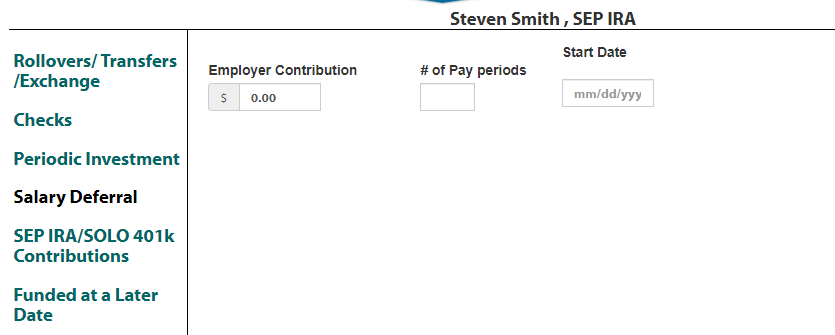 Steven Smith , SEP IRA
Rollovers/ Transfers
/Exchange
Checks
Periodic Investment
Salary Deferral
SEP IRA/SOLO 401k
Contributions
Funded at a Later
Date
Employer Contribution
$ 0.00
# of Pay periods
Start Date
mm/dd/yyy